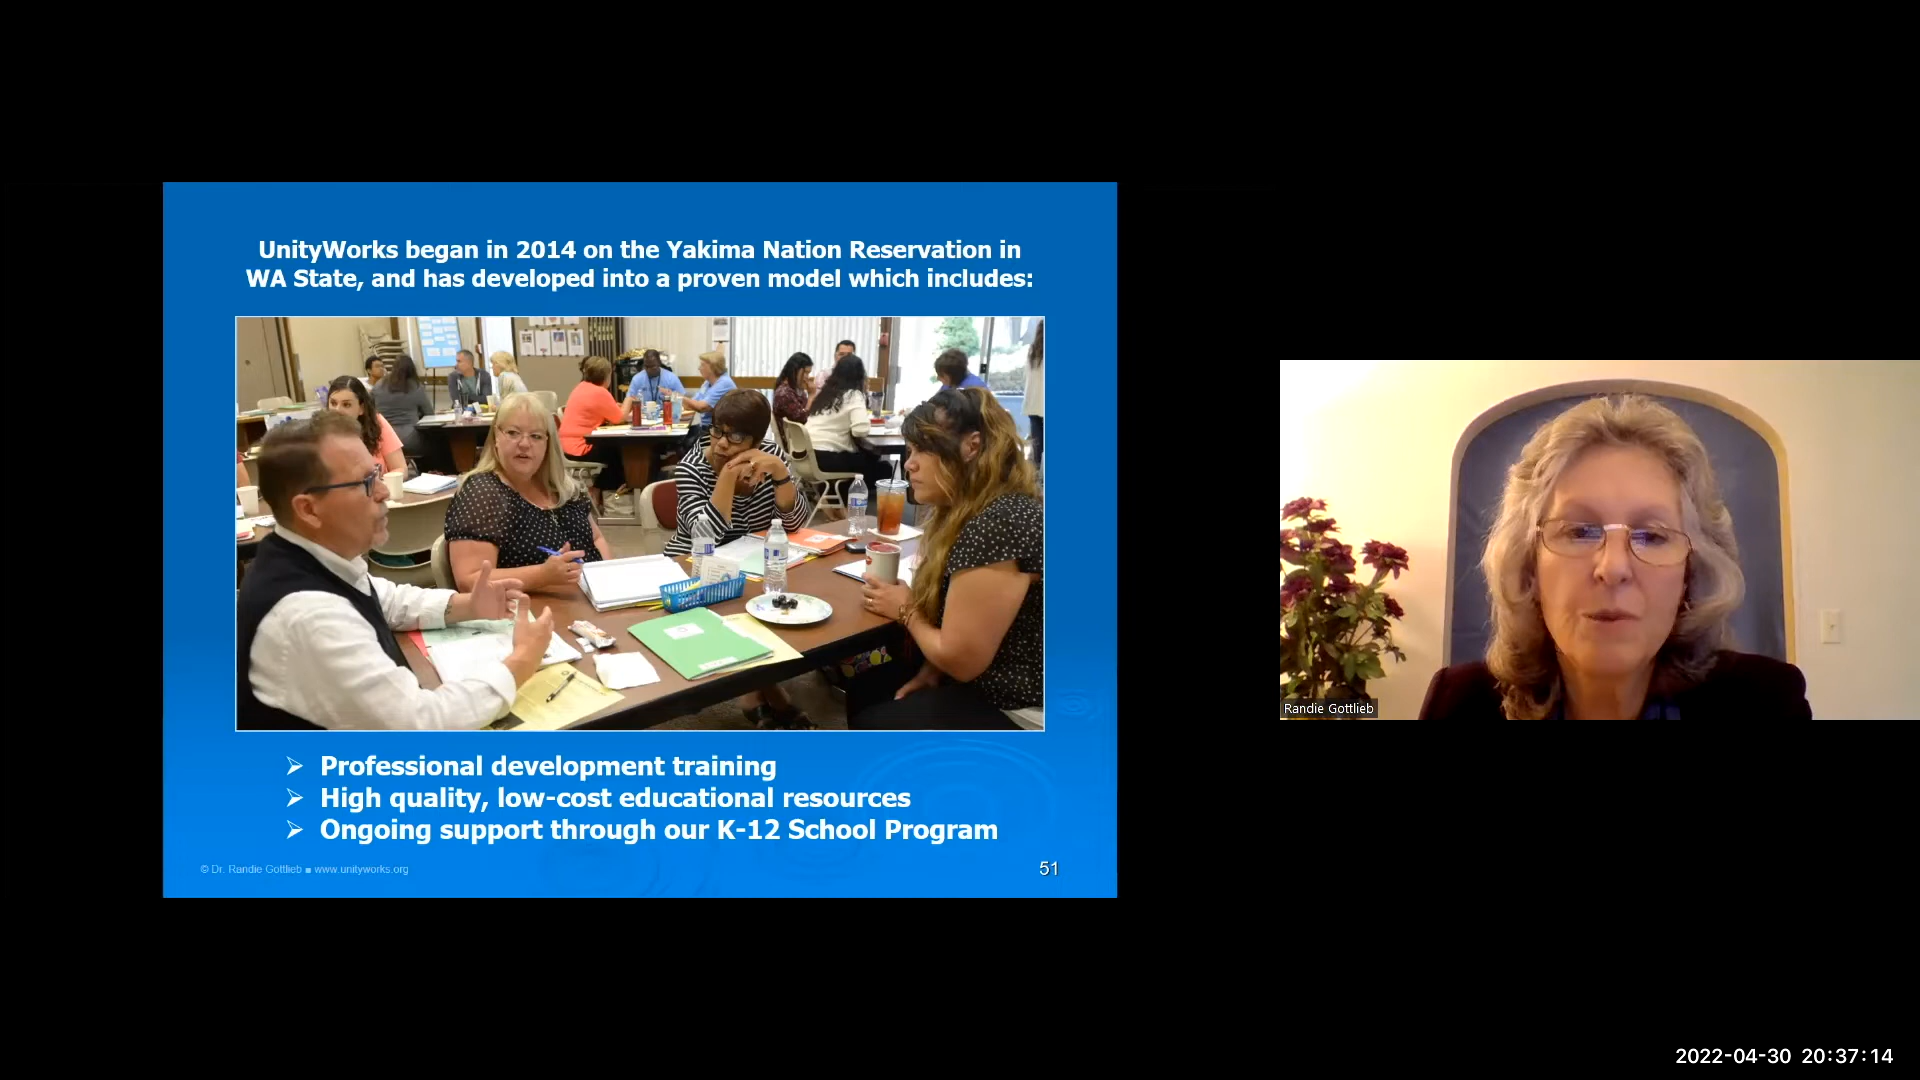 UnityWorks began in 2014 on the Yakima Nation Reservation in
WA State, and has developed into a proven model which includes:
➢ Professional development training
➢ High quality, low-cost educational resources
➢ Ongoing support through our K-12 School Program
© Dr. Randie Gottlieb ■ www.unityworks.org
51
Randie Gottlieb
2022-04-30 20:37:14